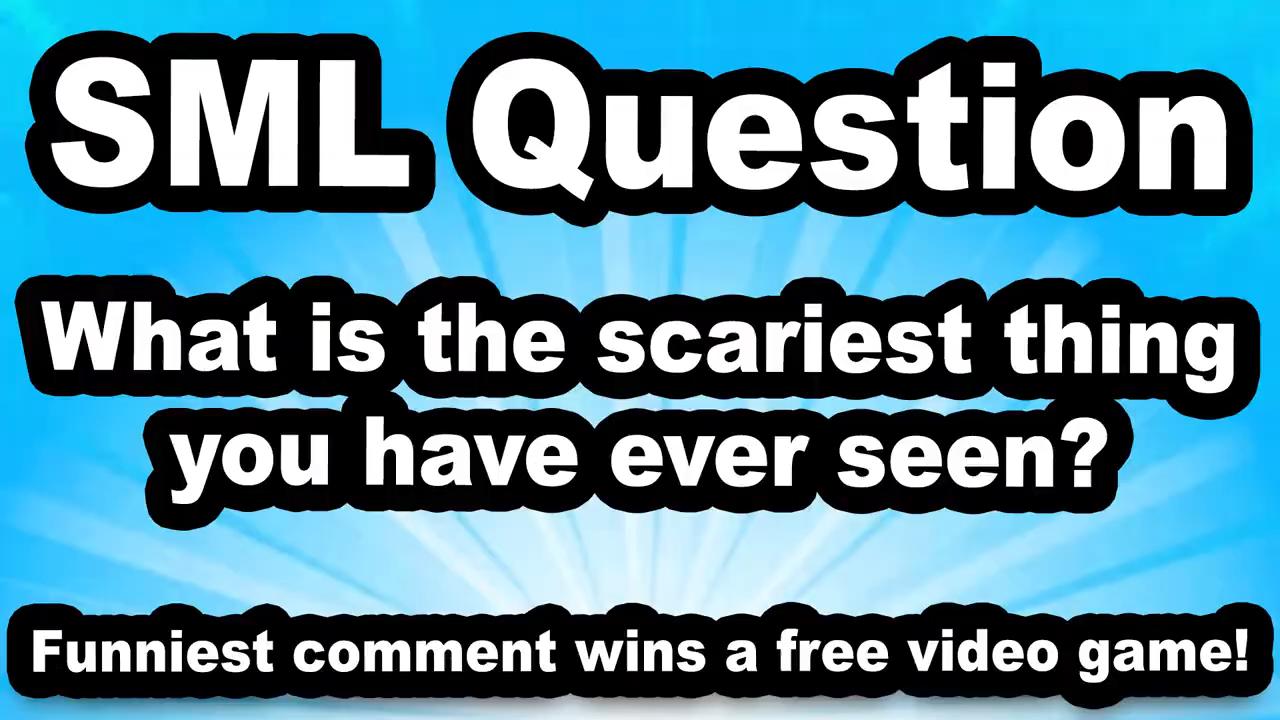 SML Question
What is the scariest thing
you have ever seen?
Funniest comment wins a free video game!